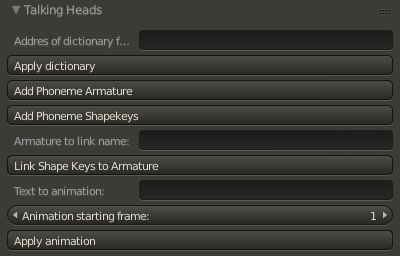 Talking Heads
Addres of dictionary f...
Apply dictionary
Add Phoneme Armature
Add Phoneme Shapekeys
Armature to link name:
Link Shape Keys to Armature
Text to animation:
Animation starting frame: 1
Apply animation